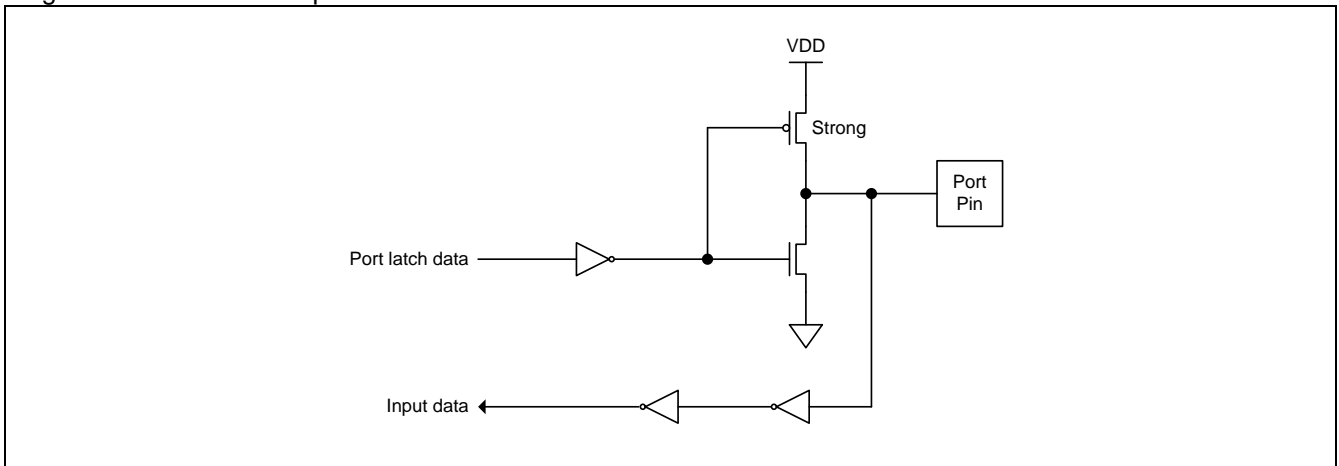 VDD
Strong
Port
Pin
Port latch data
Input data